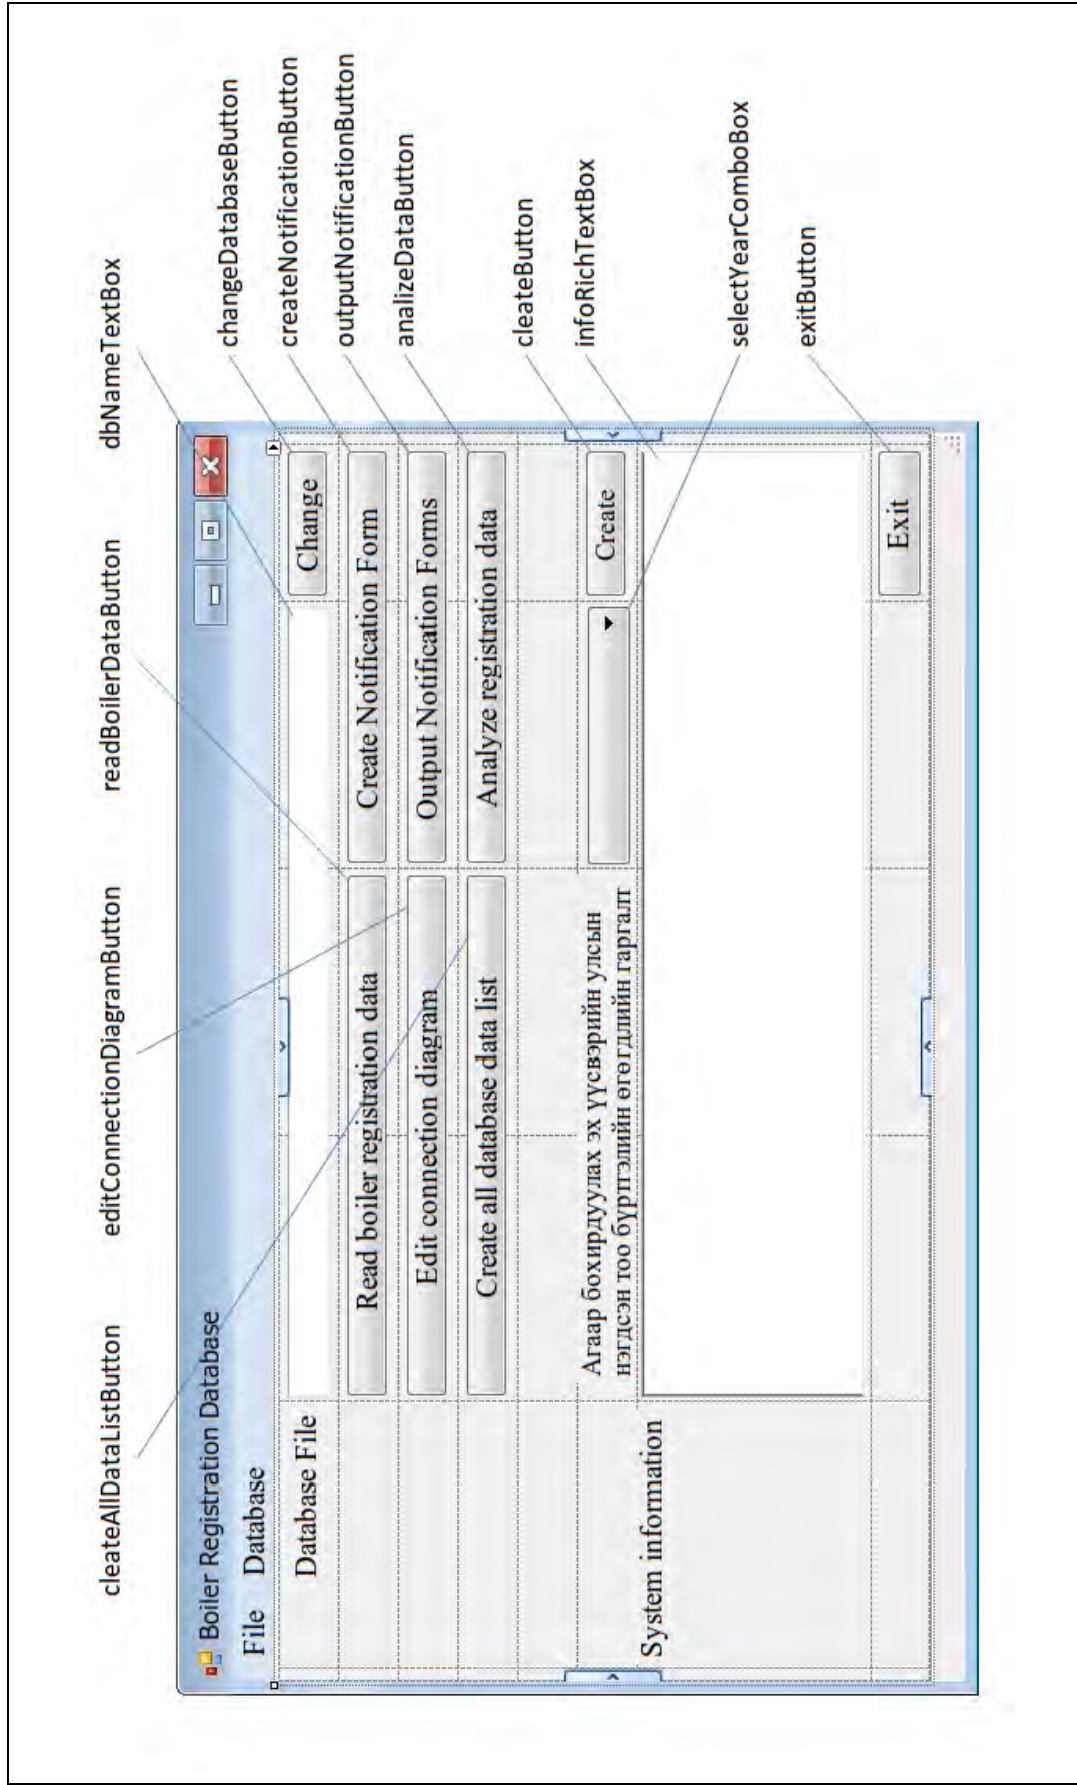 cleateAllDataListButton
editConnectionDiagramButton
readBoilerDataButton
dbNameTextBox
Boiler Registration Database
File Database
Database File
Change
changeDatabaseButton
Read boiler registration data
Create Notification Form
createNotificationButton
Edit connection diagram
Output Notification Forms
outputNotificationButton
Create all database data list
Analyze registration data
analizeDataButton
Агаар бохирдуулах эх үүсвэрийн улсын
нэгдсэн тоо бүртгэлийн өгөгдлийн гаргалт
Create
cleateButton
System information
infoRichTextBox
selectYearComboBox
Exit
exitButton